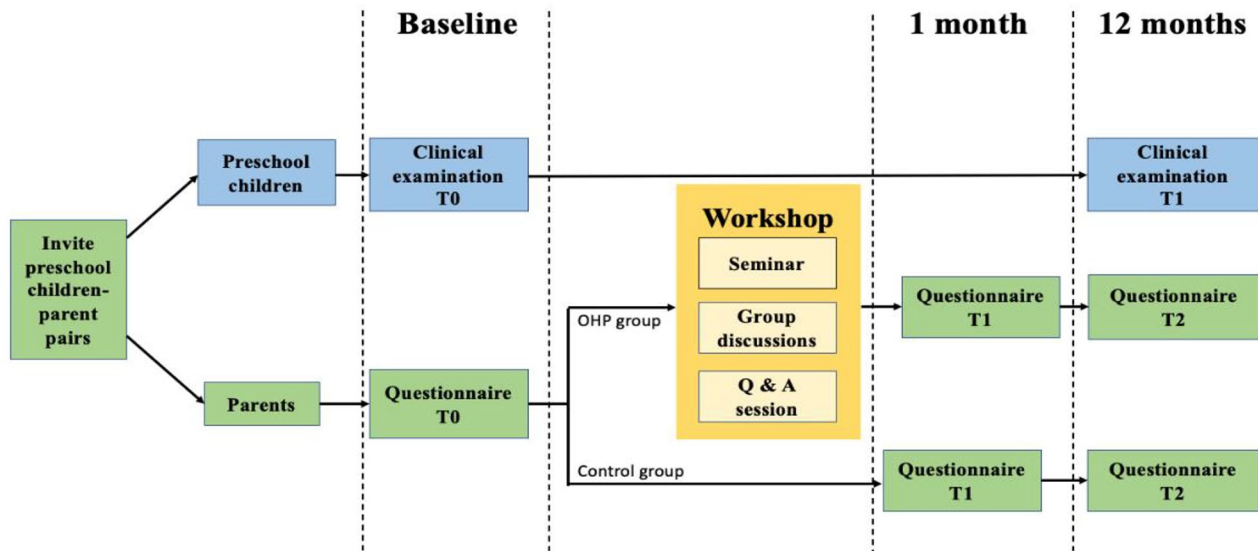 Baseline
1 month
12 months
Preschool
children
Clinical
examination
T0
Clinical
examination
T1
Invite
preschool
children-
parent
pairs
Workshop
Seminar
Group
discussions
Q & A
session
OHP group
Questionnaire
T1
Questionnaire
T2
Parents
Questionnaire
T0
Control group
Questionnaire
T1
Questionnaire
T2